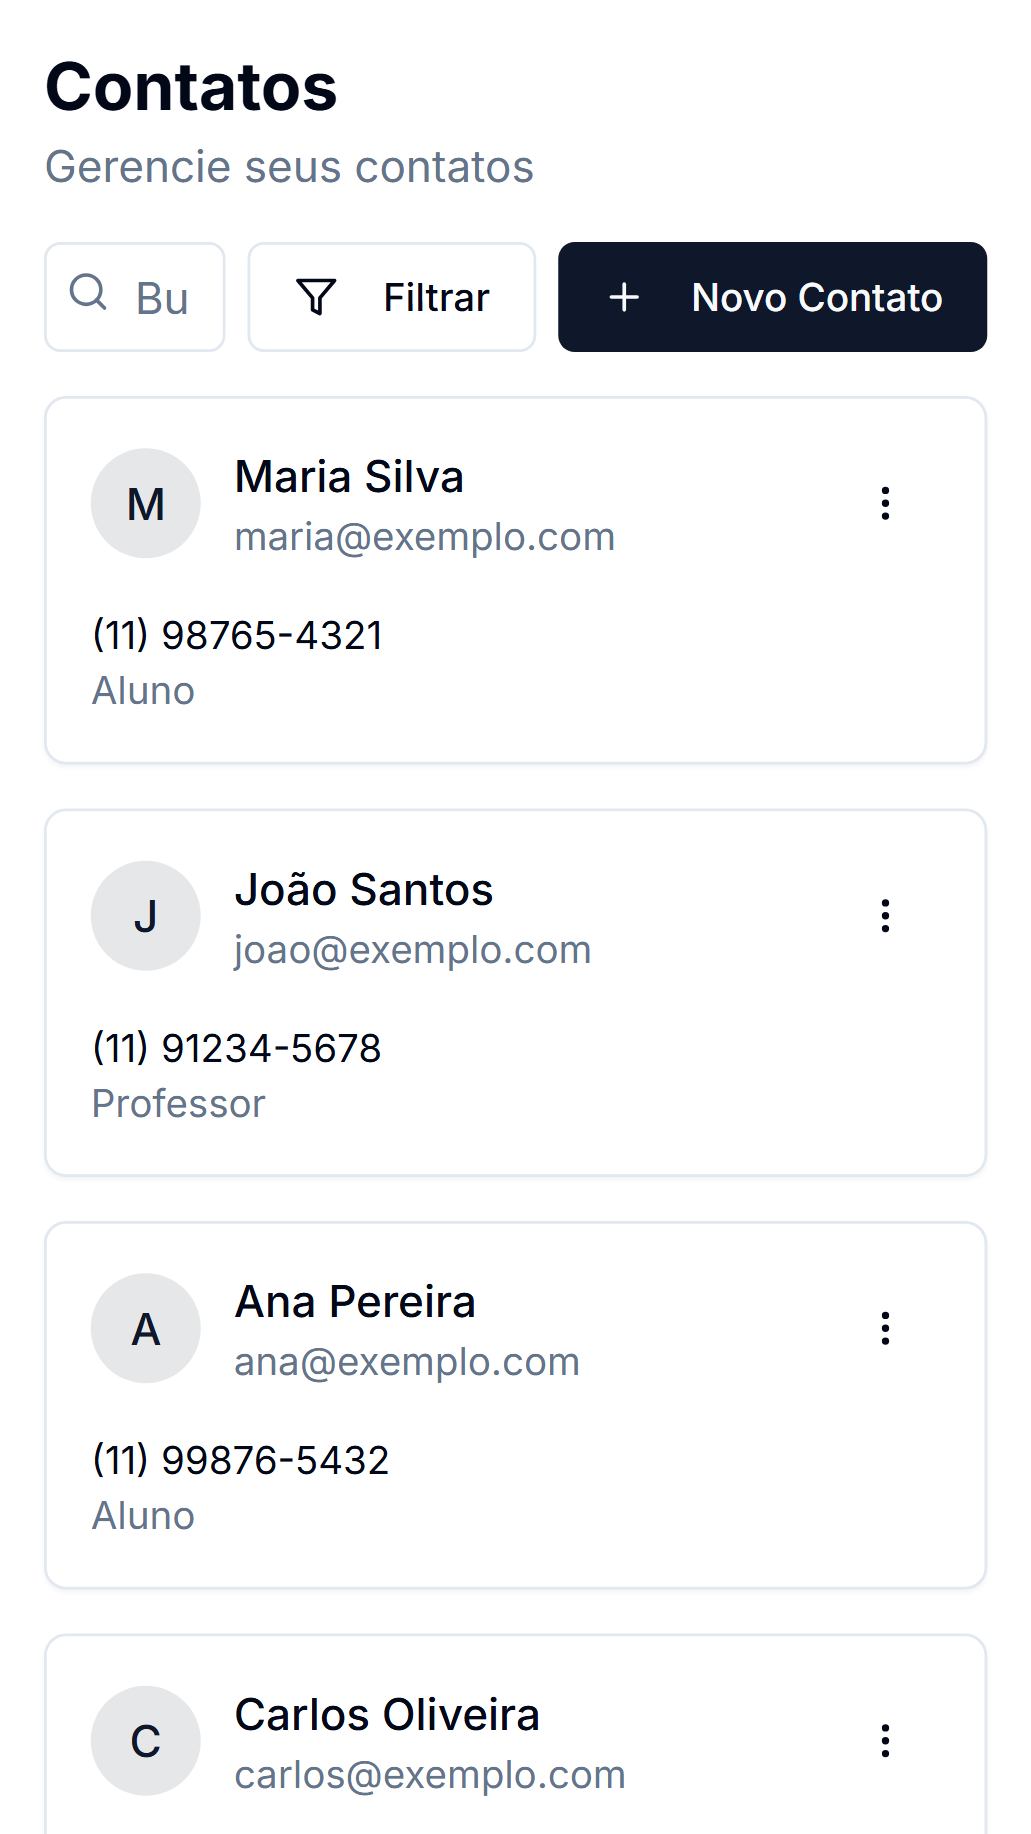 Contatos
Gerencie seus contatos
Bu
Filtrar
Novo Contato
M
Maria Silva
maria@exemplo.com
(11) 98765-4321
Aluno
J
João Santos
joao@exemplo.com
(11) 91234-5678
Professor
A
Ana Pereira
ana@exemplo.com
(11) 99876-5432
Aluno
C
Carlos Oliveira
carlos@exemplo.com